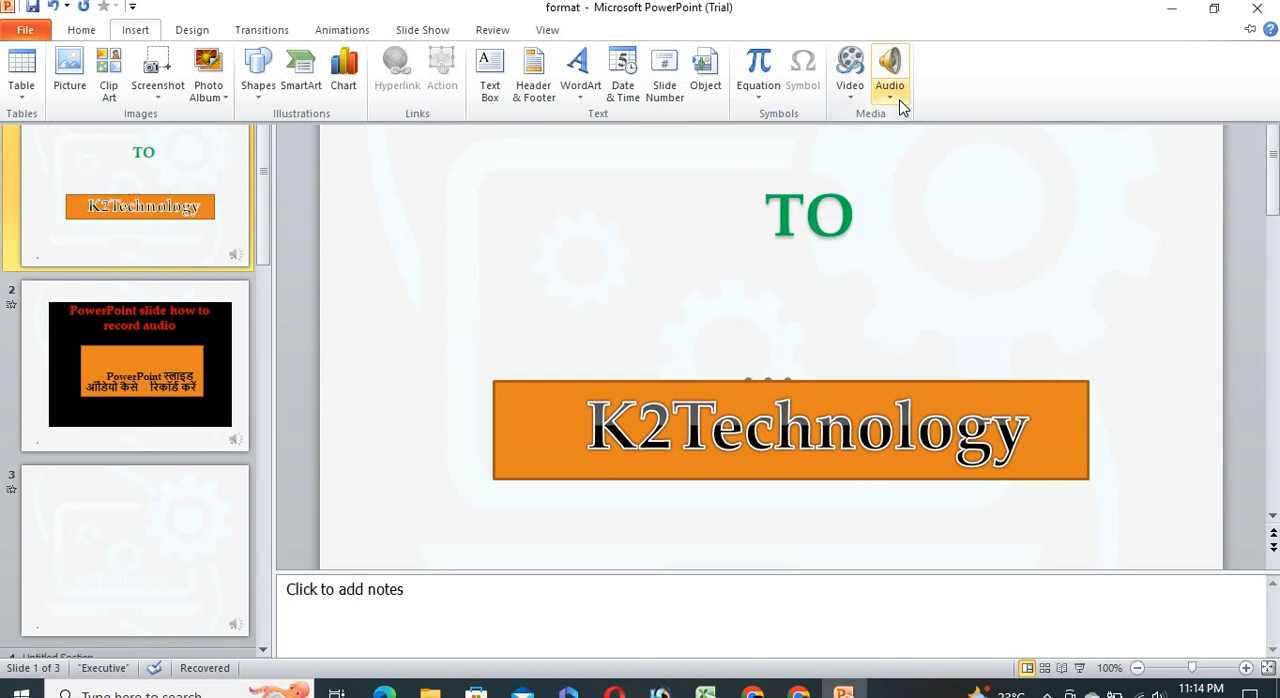 format - Microsoft PowerPoint (Trial)
File Home Insert Design Transitions Animations Slide Show Review View
Table Picture Clip Art Screenshot Photo Album Shapes SmartArt Chart Hyperlink Action Text Box Header & Footer WordArt Date & Time Slide Number Object Equation Symbol Video Audio
Tables Images Illustrations Links Text Symbols Media
TO
K2Technology
2
PowerPoint slide how to
record audio
PowerPoint स्लाइड
ऑडियो कैसे रिकॉर्ड करें
3
TO
K2Technology
Click to add notes
Slide 1 of 3 "Executive" Recovered 100%
Type here to search 23°C 11:14 PM